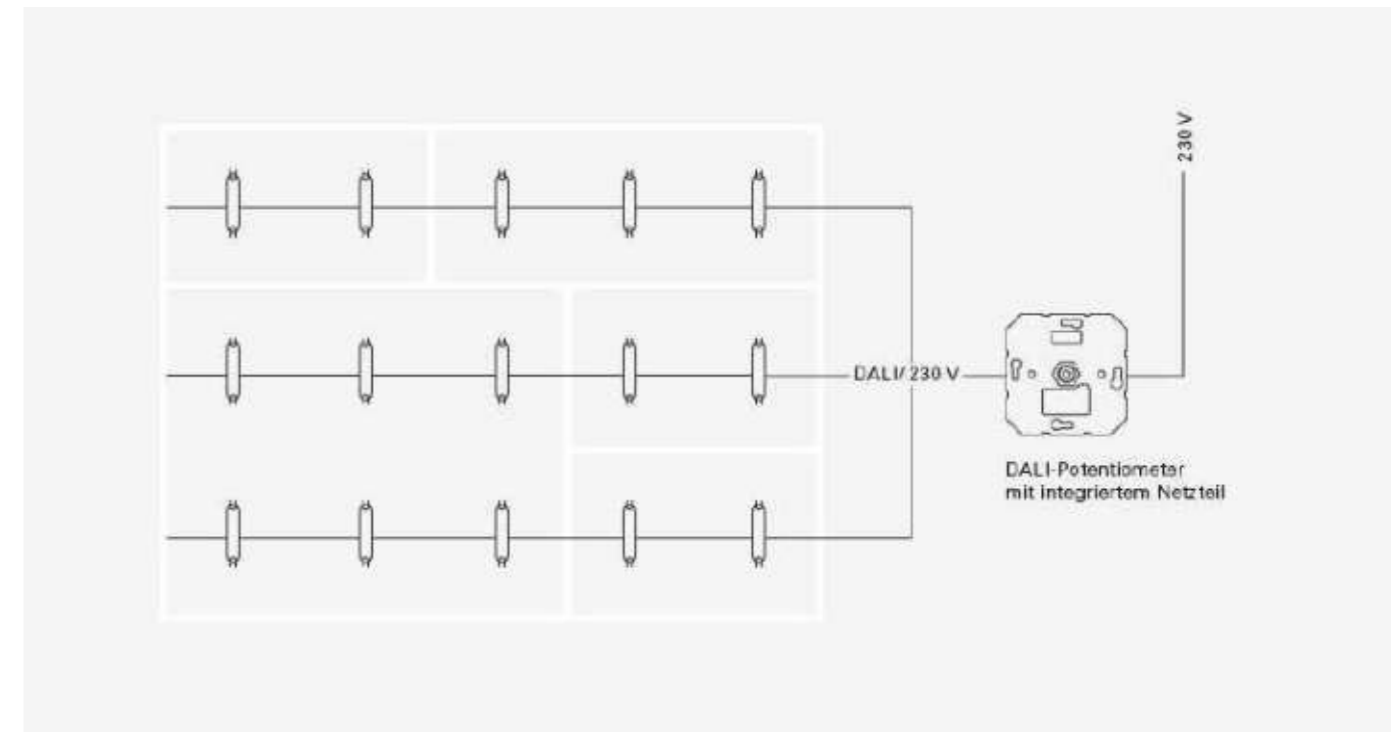 230 V
DALI/ 230 V
DALI-Potentiometer
mit integriertem Netzteil